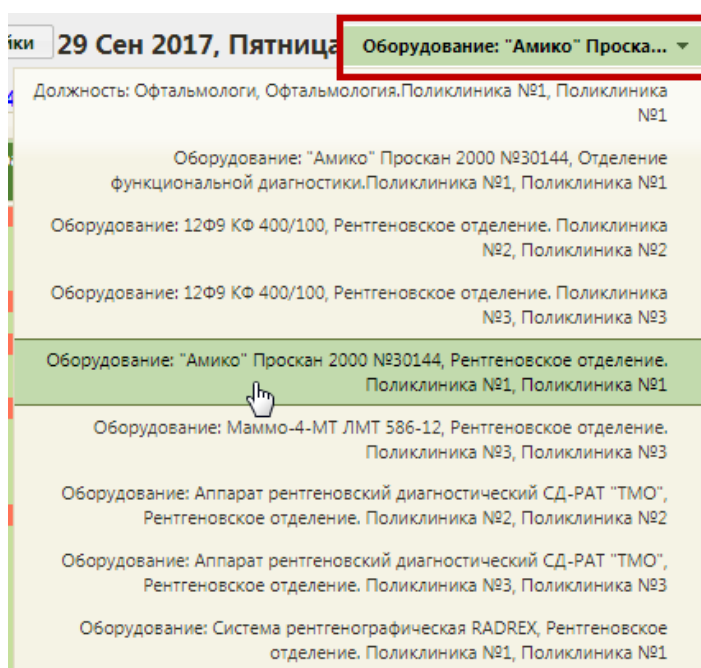 йки 29 Сен 2017, Пятница Оборудование: "Амико" Проска...
Должность: Офтальмологи, Офтальмология.Поликлиника №1, Поликлиника
№1
Оборудование: "Амико" Проскан 2000 №30144, Отделение
функциональной диагностики.Поликлиника №1, Поликлиника №1
Оборудование: 12Ф9 КФ 400/100, Рентгеновское отделение. Поликлиника
№2, Поликлиника №2
Оборудование: 12Ф9 КФ 400/100, Рентгеновское отделение. Поликлиника
№3, Поликлиника №3
Оборудование: "Амико" Проскан 2000 №30144, Рентгеновское отделение.
Поликлиника №1, Поликлиника №1
Оборудование: Маммо-4-МТ ЛМТ 586-12, Рентгеновское отделение.
Поликлиника №3, Поликлиника №3
Оборудование: Аппарат рентгеновский диагностический СД-РАТ "ТМО",
Рентгеновское отделение. Поликлиника №2, Поликлиника №2
Оборудование: Аппарат рентгеновский диагностический СД-РАТ "ТМО",
Рентгеновское отделение. Поликлиника №3, Поликлиника №3
Оборудование: Система рентгенографическая RADREX, Рентгеновское
отделение. Поликлиника №1, Поликлиника №1